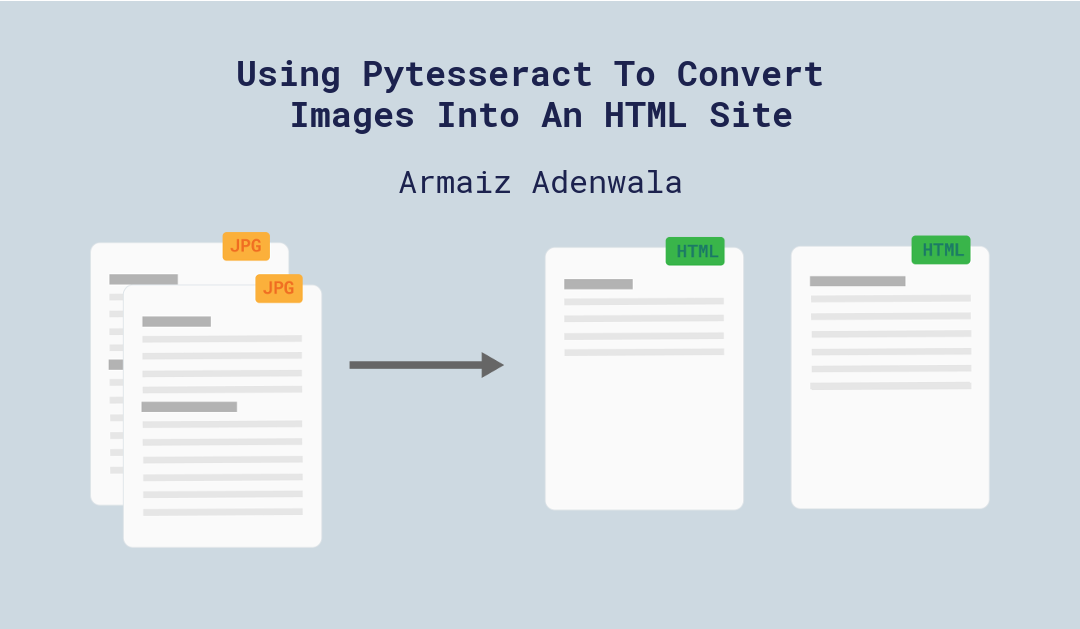 Using Pytesseract To Convert
Images Into An HTML Site
Armaiz Adenwala
JPG
JPG
HTML
HTML